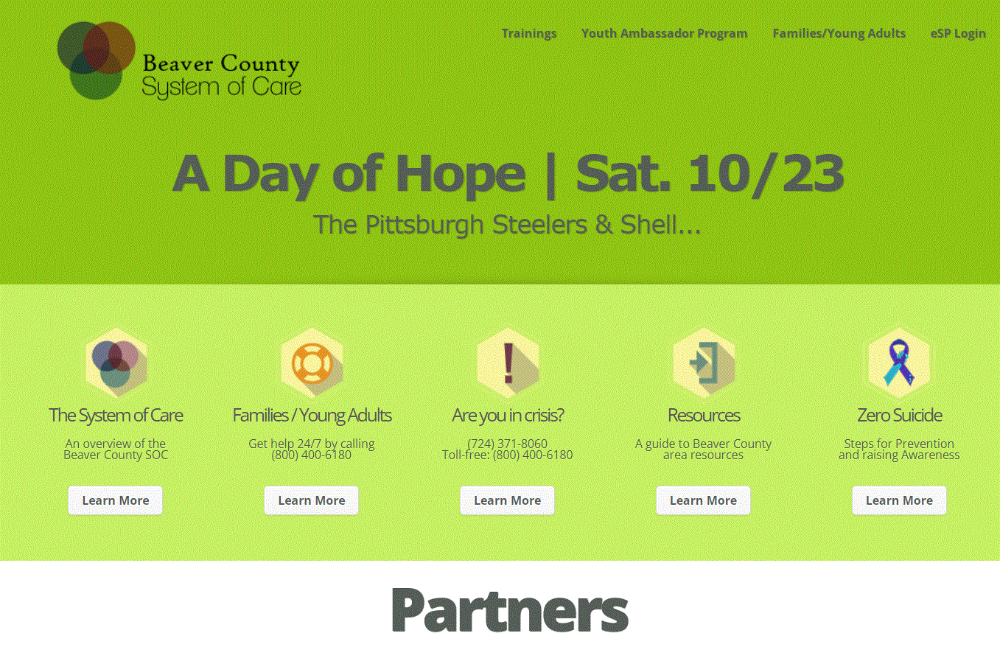 Trainings Youth Ambassador Program Families/Young Adults eSP Login
Beaver County
System of Care
A Day of Hope | Sat. 10/23
The Pittsburgh Steelers & Shell...
The System of Care
An overview of the
Beaver County SOC
Learn More
Families / Young Adults
Get help 24/7 by calling
(800) 400-6180
Learn More
Are you in crisis?
(724) 371-8060
Toll-free: (800) 400-6180
Learn More
Resources
A guide to Beaver County
area resources
Learn More
Zero Suicide
Steps for Prevention
and raising Awareness
Learn More
Partners